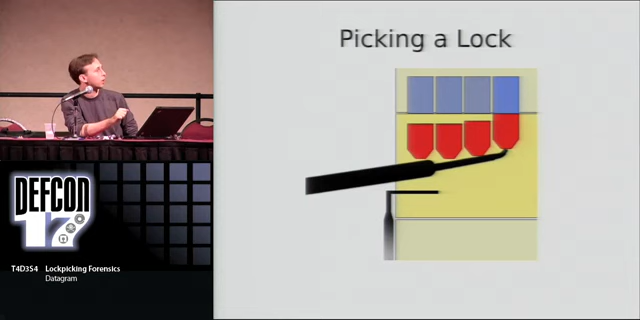 Picking a Lock
DEFCON
17
T4D3S4 Lockpicking Forensics
Datagram